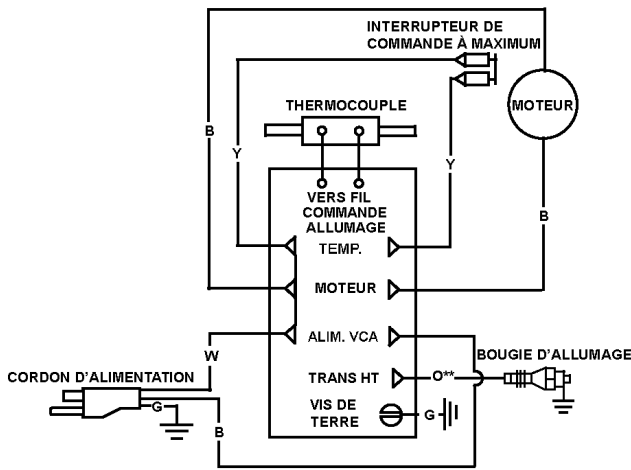 INTERRUPTEUR DE
COMMANDE À MAXIMUM
B
THERMOCOUPLE
MOTEUR
B
Y
Y
VERS FIL
COMMANDE
ALLUMAGE
B
TEMP.
MOTEUR
ALIM. VCA
W
BOUGIE D'ALLUMAGE
CORDON D'ALIMENTATION
TRANS HT
O**
G
VIS DE
TERRE
G
B